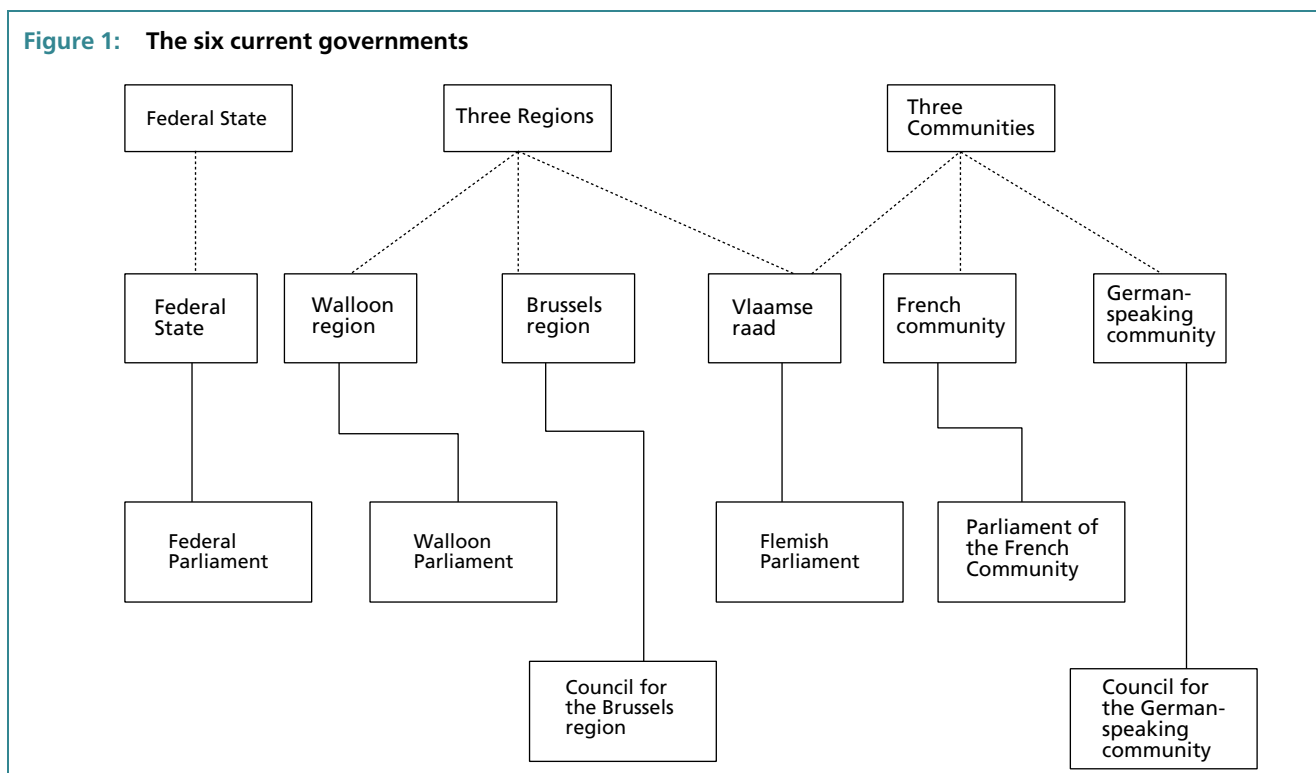 Figure 1: The six current governments
Federal State
Three Regions
Three
Communities
Federal
State
Walloon
region
Brussels
region
Vlaamse
raad
French
community
German-
speaking
community
Federal
Parliament
Walloon
Parliament
Flemish
Parliament
Parliament of
the French
Community
Council for
the Brussels
region
Council for
the German-
speaking
community